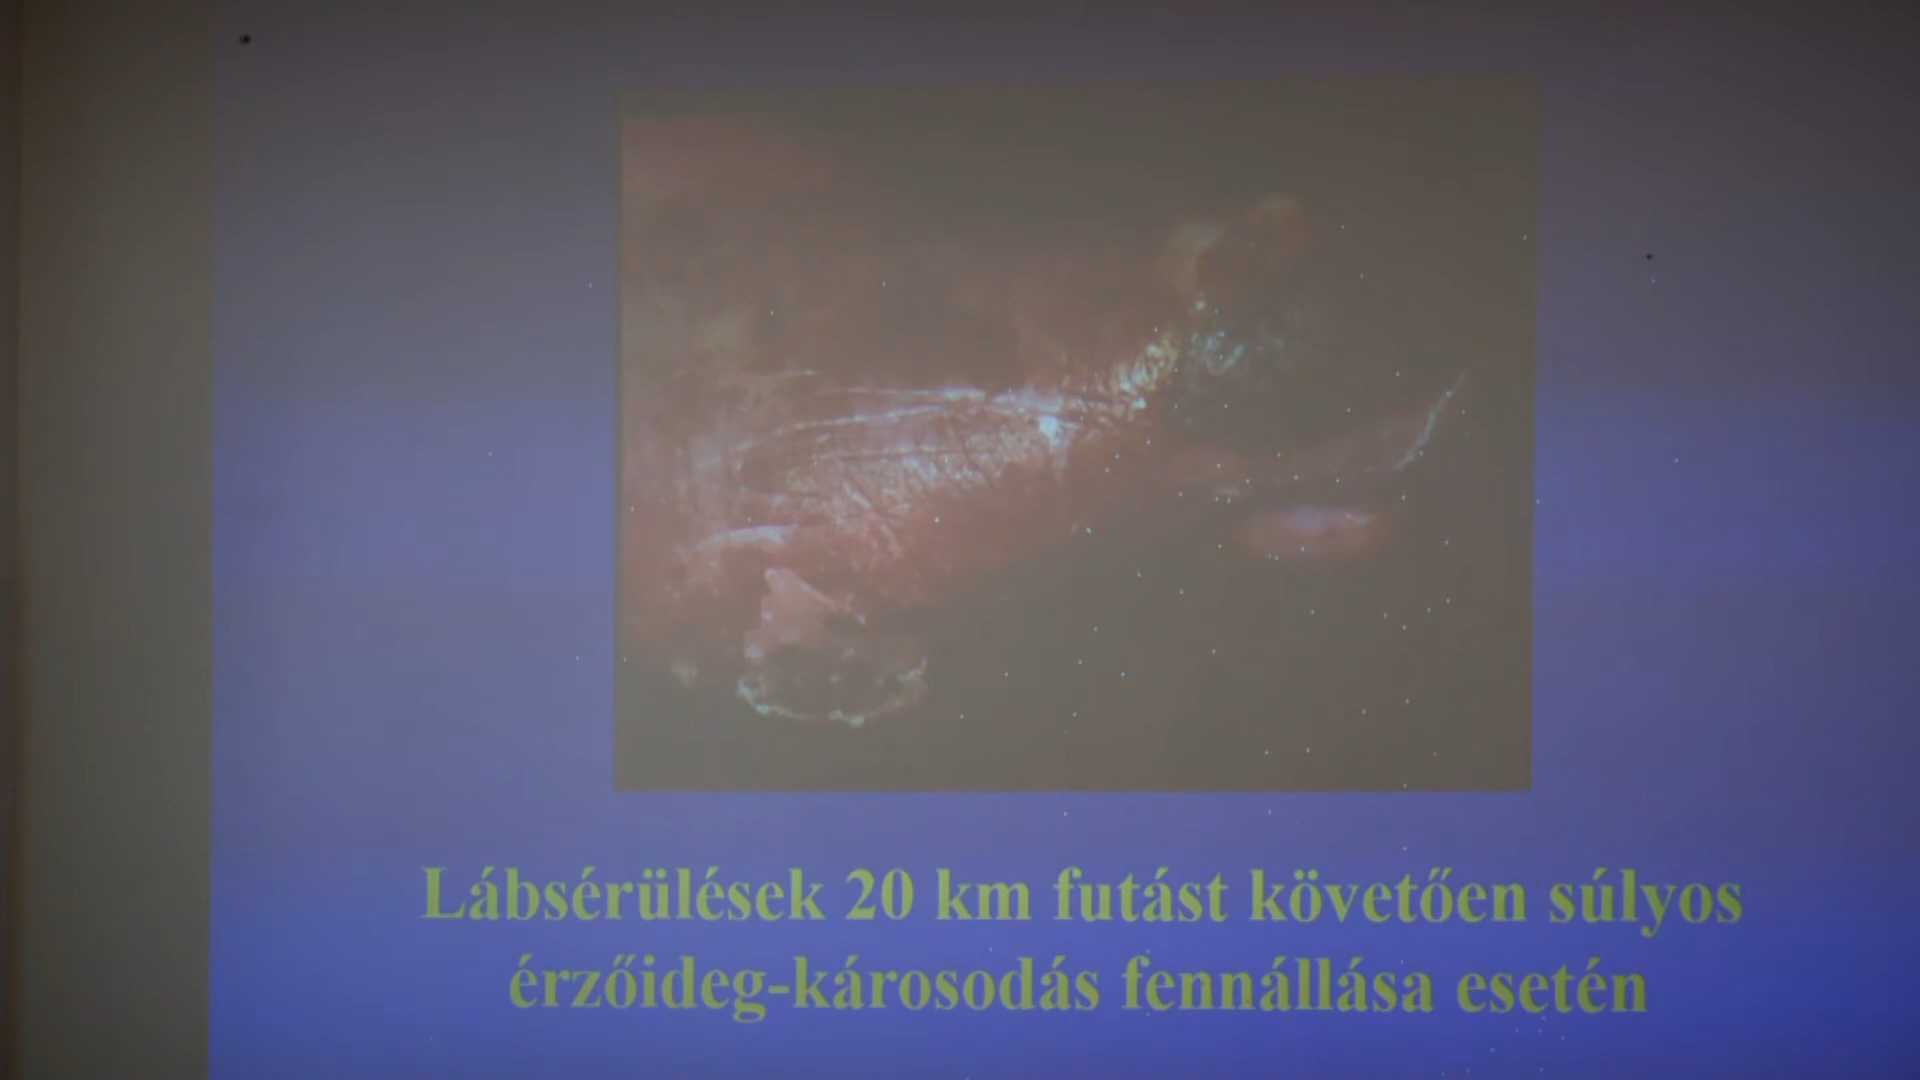 Lábsérülések 20 km futást követően súlyos
érzőideg-károsodás fennállása esetén